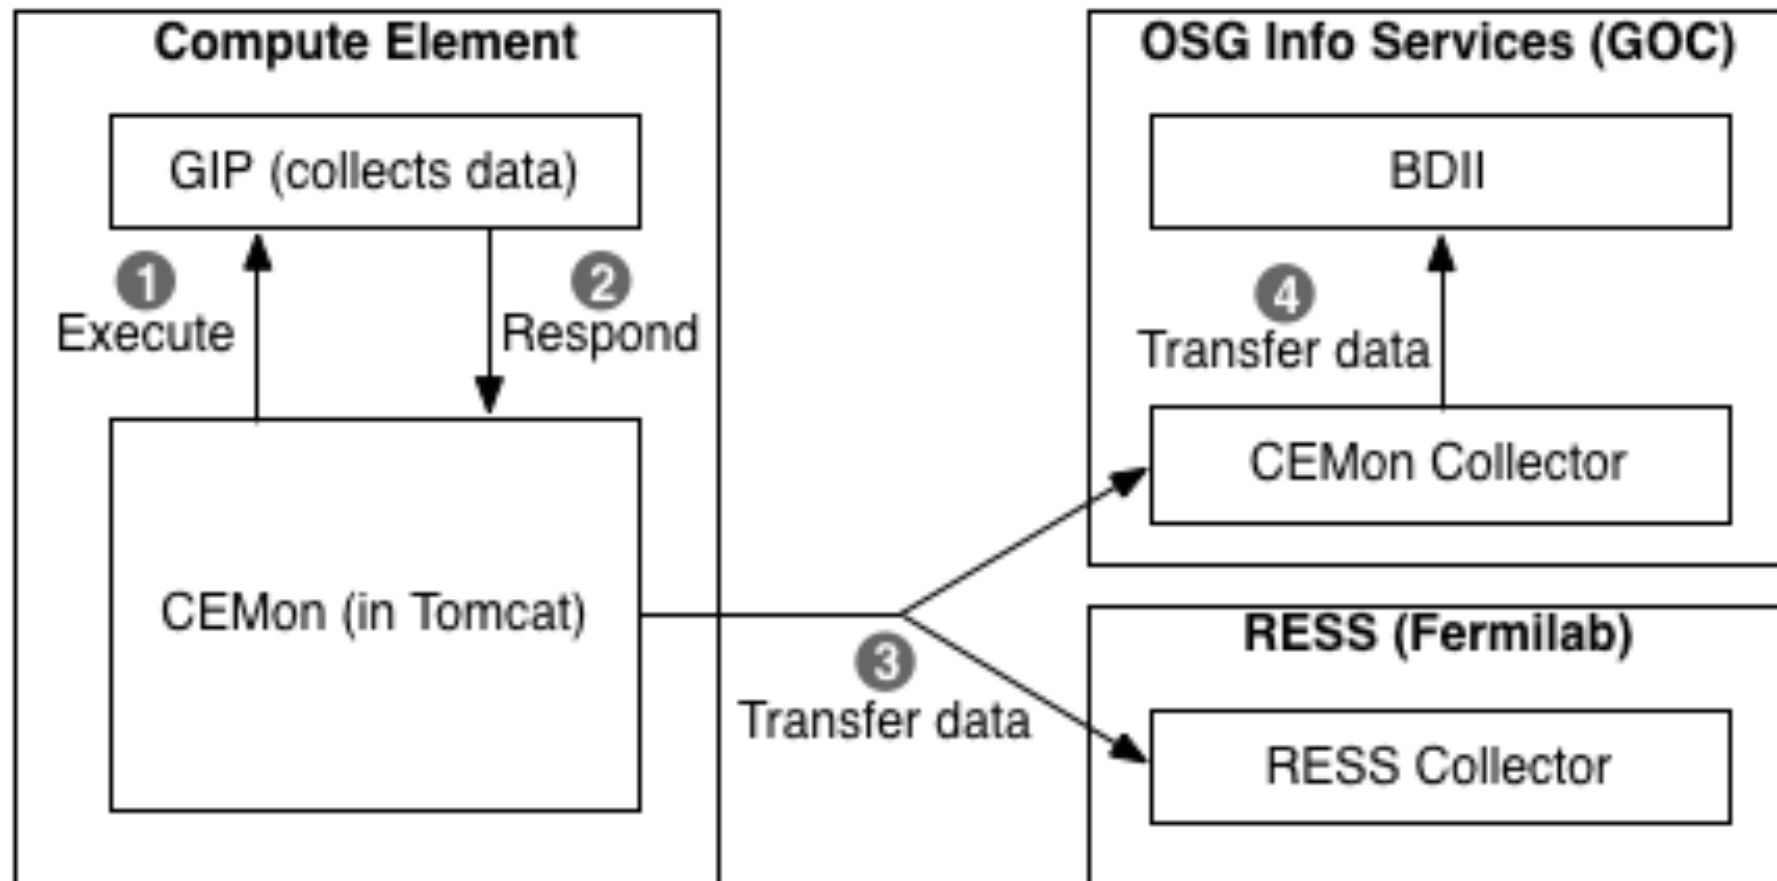 Compute Element
GIP (collects data)
1
Execute
2
Respond
CEMon (in Tomcat)
3
Transfer data
OSG Info Services (GOC)
BDII
4
Transfer data
CEMon Collector
RESS (Fermilab)
RESS Collector